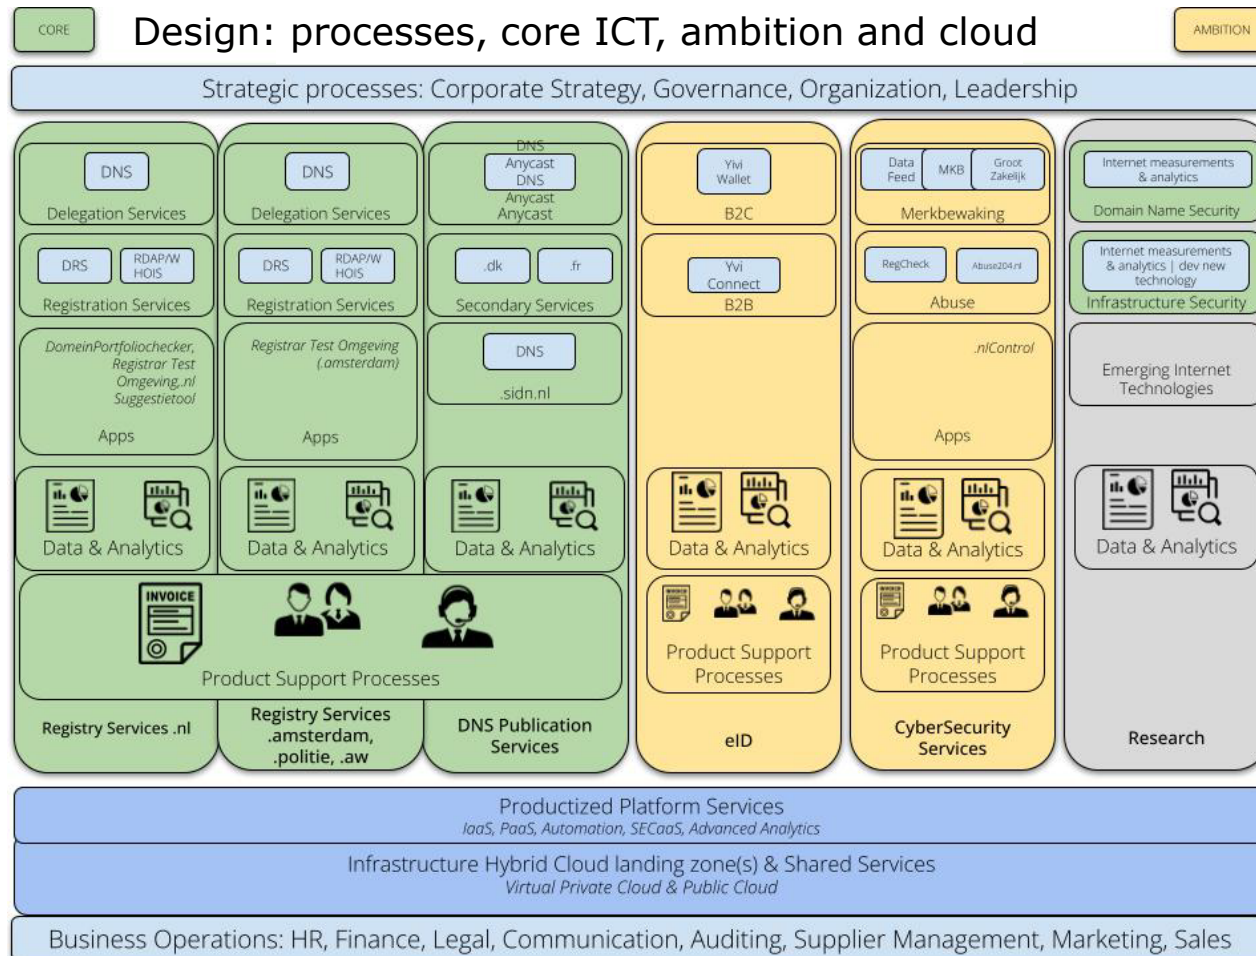 CORE
Design: processes, core ICT, ambition and cloud
AMBITION
Strategic processes: Corporate Strategy, Governance, Organization, Leadership
DNS
Delegation Services
DRS
RDAP/W
HOIS
Registration Services
DomeinPortfoliochecker,
Registrar Test
Omgeving,.nl
Suggestietool
Apps
Data & Analytics
DNS
Delegation Services
DRS
RDAP/W
HOIS
Registration Services
Registrar Test Omgeving
(.amsterdam)
Apps
Data & Analytics
DNS
Anycast
DNS
Anycast
Anycast
.dk
.fr
Secondary Services
DNS
.sidn.nl
Data & Analytics
INVOICE
Product Support Processes
Registry Services .nl
Registry Services
.amsterdam,
.politie, .aw
DNS Publication
Services
Yivi
Wallet
B2C
Yvi
Connect
B2B
Data & Analytics
INVOICE
Product Support
Processes
eID
Data
Feed
MKB
Groot
Zakelijk
Merkbewaking
RegCheck
Abuse204.nl
Abuse
.nlControl
Apps
Data & Analytics
INVOICE
Product Support
Processes
CyberSecurity
Services
Internet measurements
& analytics
Domain Name Security
Internet measurements
& analytics | dev new
technology
Infrastructure Security
Emerging Internet
Technologies
Data & Analytics
Research
Productized Platform Services
IaaS, PaaS, Automation, SECaaS, Advanced Analytics
Infrastructure Hybrid Cloud landing zone(s) & Shared Services
Virtual Private Cloud & Public Cloud
Business Operations: HR, Finance, Legal, Communication, Auditing, Supplier Management, Marketing, Sales